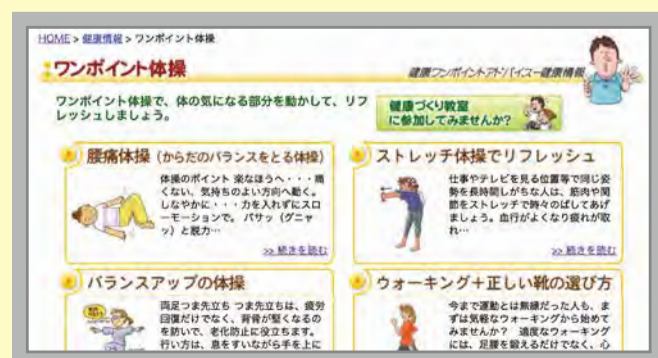 HOME > 健康情報 > ワンポイント体操
ワンポイント体操
健康ワンポイントアドバイス―健康情報
ワンポイント体操で、体の気になる部分を動かして、リフ
レッシュしましょう。
健康づくり教室
に参加してみませんか?
腰痛体操(からだのバランスをとる体操)
体操のポイント 楽なほうへ・・・痛
くない、気持ちのよい方向へ動く。
しなやかに・・・力を入れずにスロ
ーモーションで。 パサッ(グニャ
ッ)と脱力…
>> 続きを読む
ストレッチ体操でリフレッシュ
仕事やテレビを見る位置等で同じ姿
勢を長時間しがちな人は、筋肉や関
節をストレッチで時々のばしてあげ
ましょう。血行がよくなり疲れが取
れ…
>> 続きを読む
バランスアップの体操
両足つま先立ち つま先立ちは、疲労
回復だけでなく、背骨が堅くなるの
を防いで、老化防止に役立ちます。
行い方は、息をすいながら手を上に
ウォーキング+正しい靴の選び方
今まで運動とは無縁だった人も、ま
ずは気軽なウォーキングから始めて
みませんか? 適度なウォーキング
には、足腰を鍛えるだけでなく、心